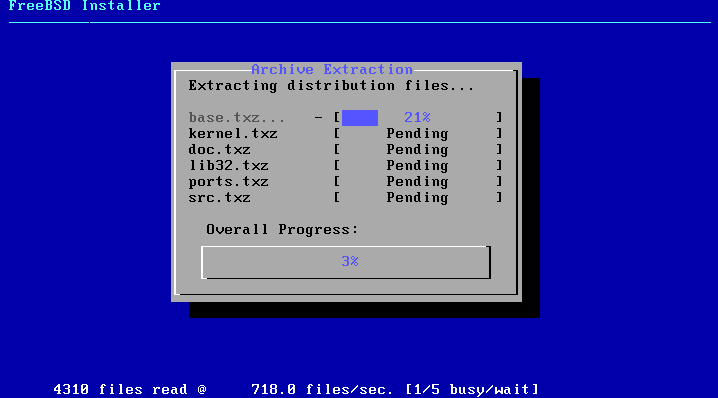 FreeBSD Installer
Archive Extraction
Extracting distribution files...
base.txz... - [ 21% ]
kernel.txz [ Pending ]
doc.txz [ Pending ]
lib32.txz [ Pending ]
ports.txz [ Pending ]
src.txz [ Pending ]
Overall Progress:
3%
4310 files read @ 718.0 files/sec. [1/5 busy/wait]